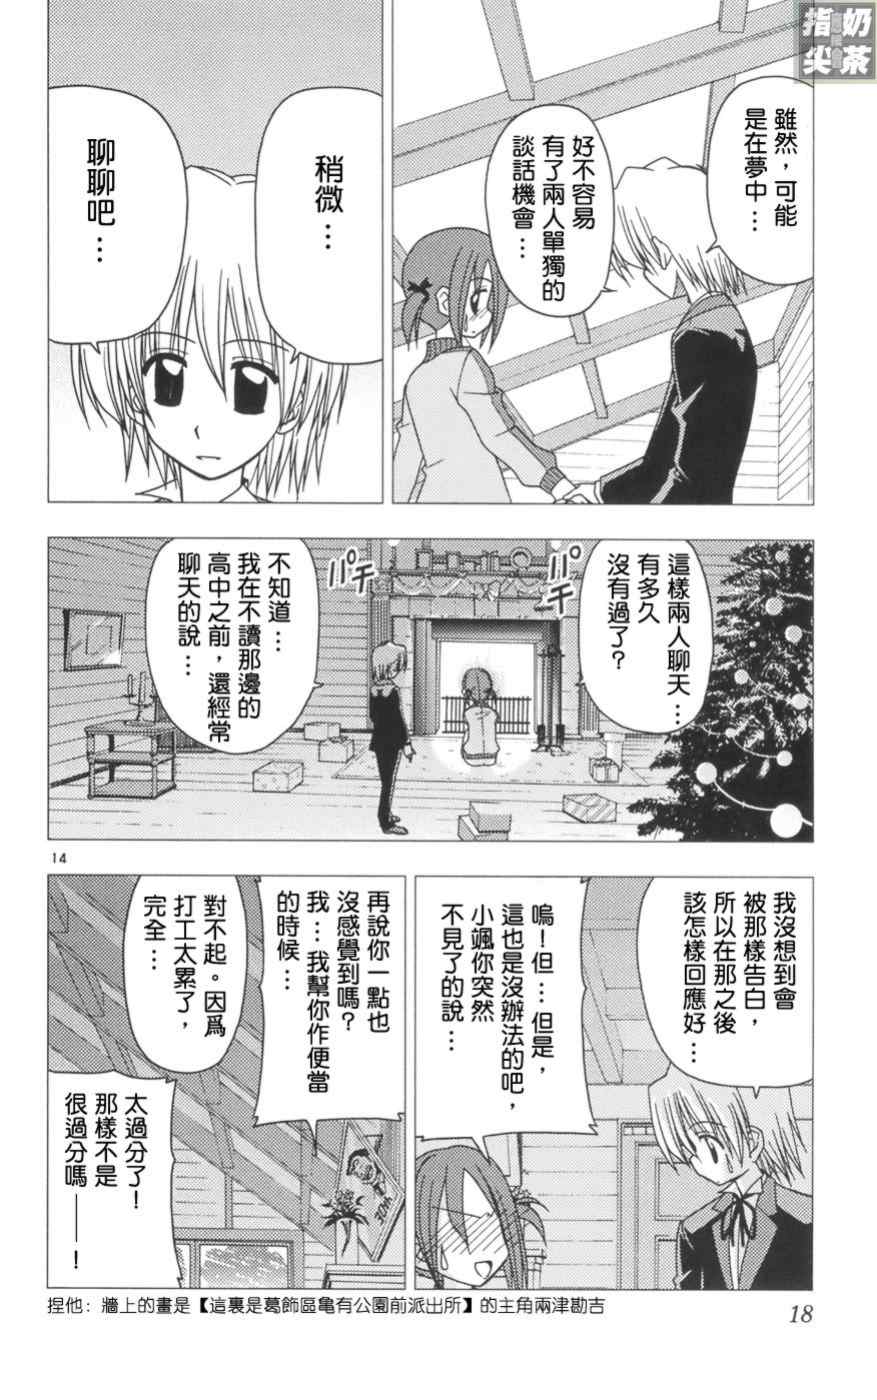 指奶
尖茶
雖然，可能
是在夢中…
好不容易
有了兩人單獨的
談話機會…
稍微…
聊聊吧…
這樣兩人聊天…
有多久
沒有過了？
パチ
パチ
不知道…
我在不讀那邊的
高中之前，還經常
聊天的說…
14
我沒想到會
被那樣告白，
所以在那之後
該怎樣回應好…
嗚！但…但是，
這也是沒辦法的吧，
小颯你突然
不見了的說…
再說你一點也
沒感覺到嗎？
我…我幫你作便當
的時候…
對不起。因爲
打工太累了，
完全…
太過分了！
那樣不是
很過分嗎——！
捏他：牆上的畫是【這裏是葛飾區亀有公園前派出所】的主角兩津勘吉
18